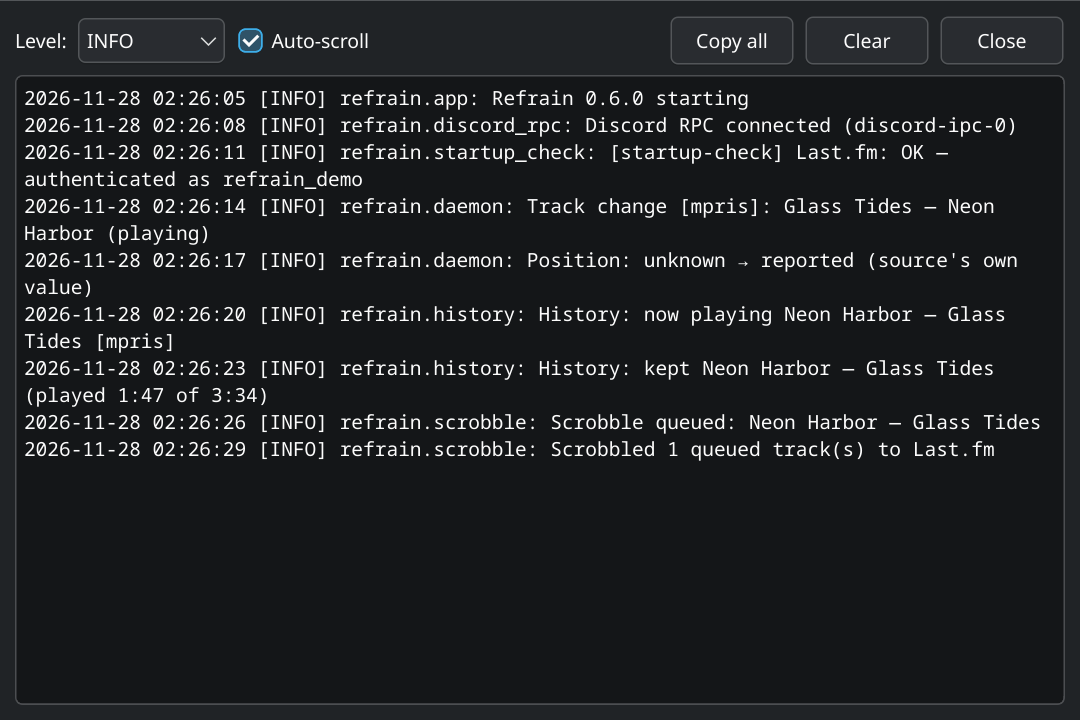 Level: INFO Auto-scroll Copy all Clear Close
2026-11-28 02:26:05 [INFO] refrain.app: Refrain 0.6.0 starting
2026-11-28 02:26:08 [INFO] refrain.discord_rpc: Discord RPC connected (discord-ipc-0)
2026-11-28 02:26:11 [INFO] refrain.startup_check: [startup-check] Last.fm: OK —
authenticated as refrain_demo
2026-11-28 02:26:14 [INFO] refrain.daemon: Track change [mpris]: Glass Tides — Neon
Harbor (playing)
2026-11-28 02:26:17 [INFO] refrain.daemon: Position: unknown → reported (source's own
value)
2026-11-28 02:26:20 [INFO] refrain.history: History: now playing Neon Harbor — Glass
Tides [mpris]
2026-11-28 02:26:23 [INFO] refrain.history: History: kept Neon Harbor — Glass Tides
(played 1:47 of 3:34)
2026-11-28 02:26:26 [INFO] refrain.scrobble: Scrobble queued: Neon Harbor — Glass Tides
2026-11-28 02:26:29 [INFO] refrain.scrobble: Scrobbled 1 queued track(s) to Last.fm